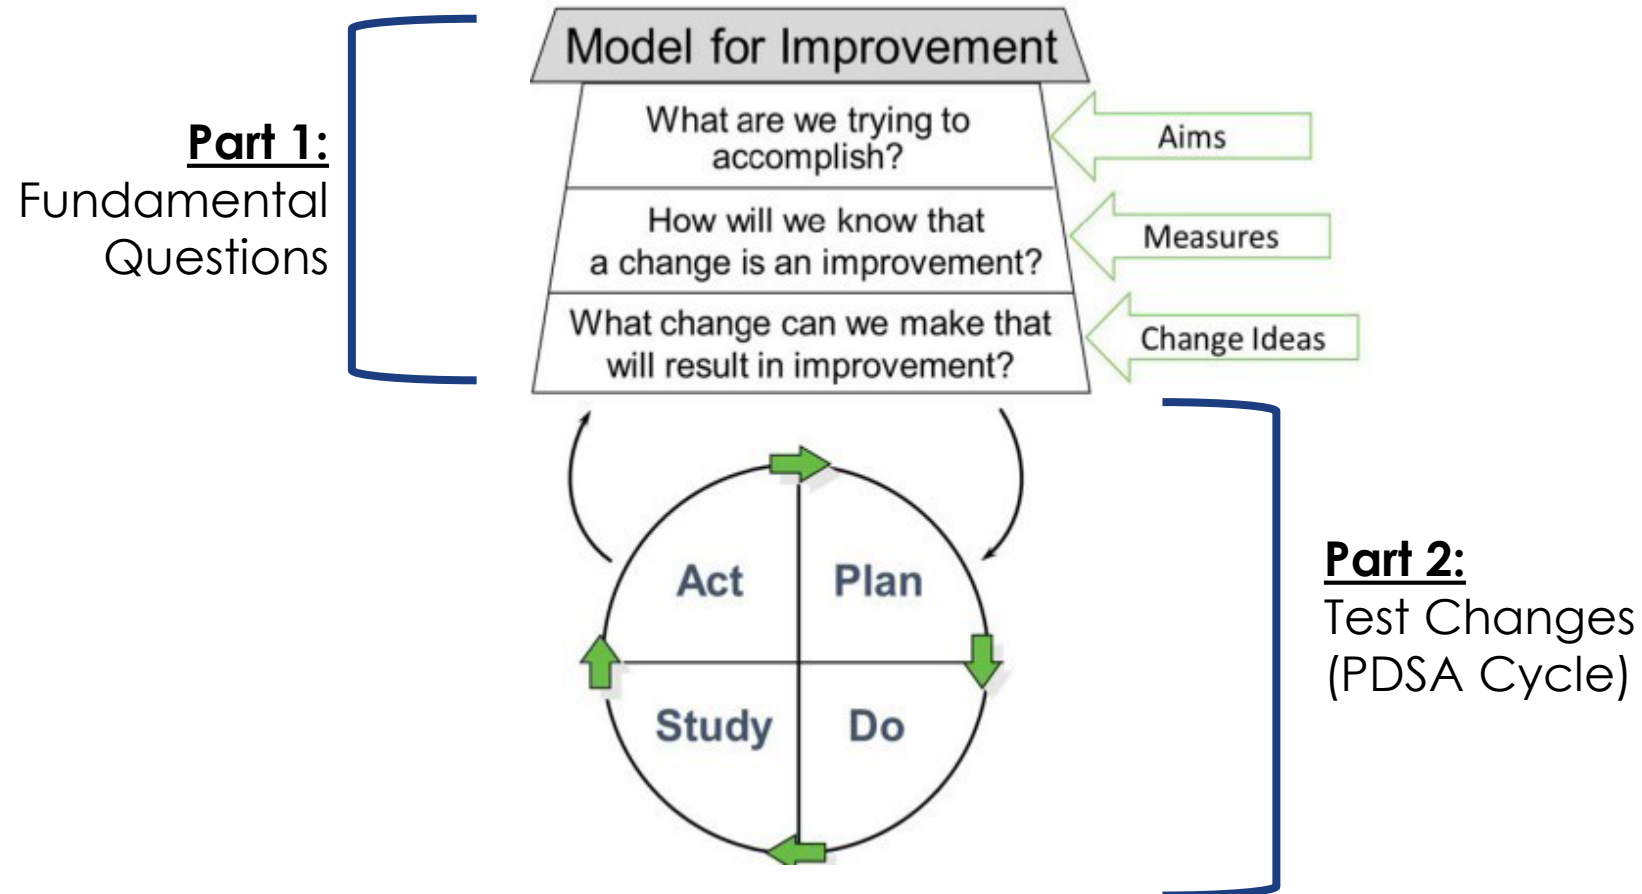 Model for Improvement
Part 1:
Fundamental
Questions
What are we trying to
accomplish?
Aims
How will we know that
a change is an improvement?
Measures
What change can we make that
will result in improvement?
Change Ideas
Act
Plan
Study
Do
Part 2:
Test Changes
(PDSA Cycle)